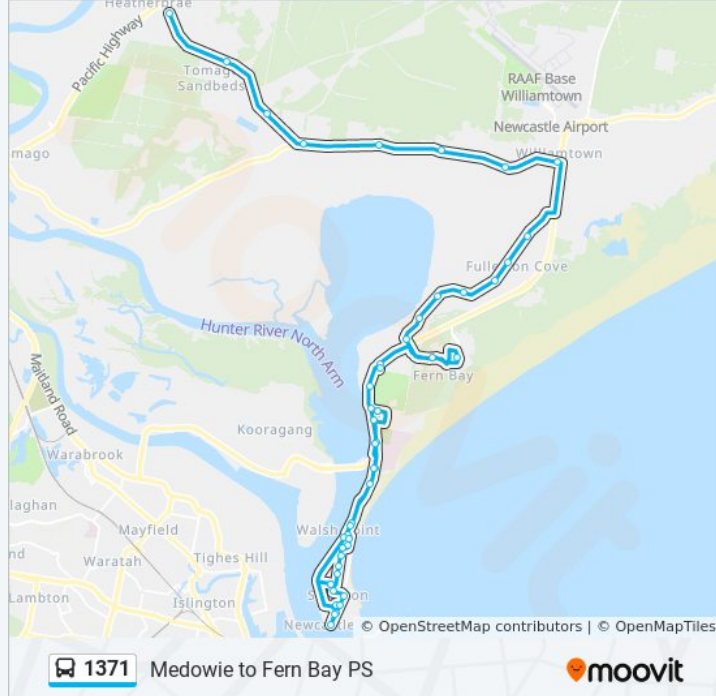 Heatherbrae
Pacific Highway
Tomago
Sandbeds
RAAF Base
Williamtown
Newcastle Airport
Williamtown
mago
Fullerton Cove
Hunter River North Arm
Fern Bay
Maitland Road
Kooragang
Warabrook
llaghan
Mayfield
Walsh Point
nd
Waratah
Tighes Hill
Lambton
Islington
Stockton
Newcastle
© OpenStreetMap contributors | © OpenMapTiles
1371 Medowie to Fern Bay PS
moovit